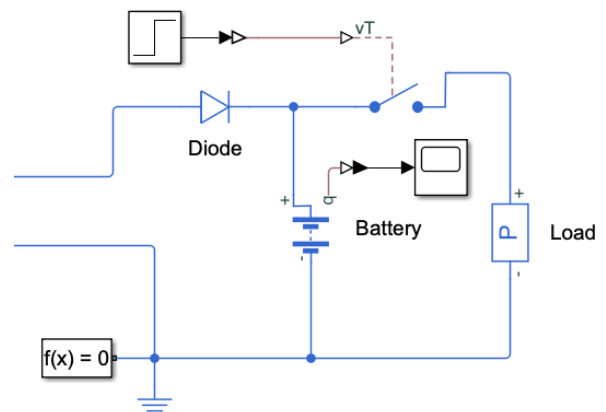 vT
Diode
+
q
+
Battery
P
Load
-
-
f(x) = 0